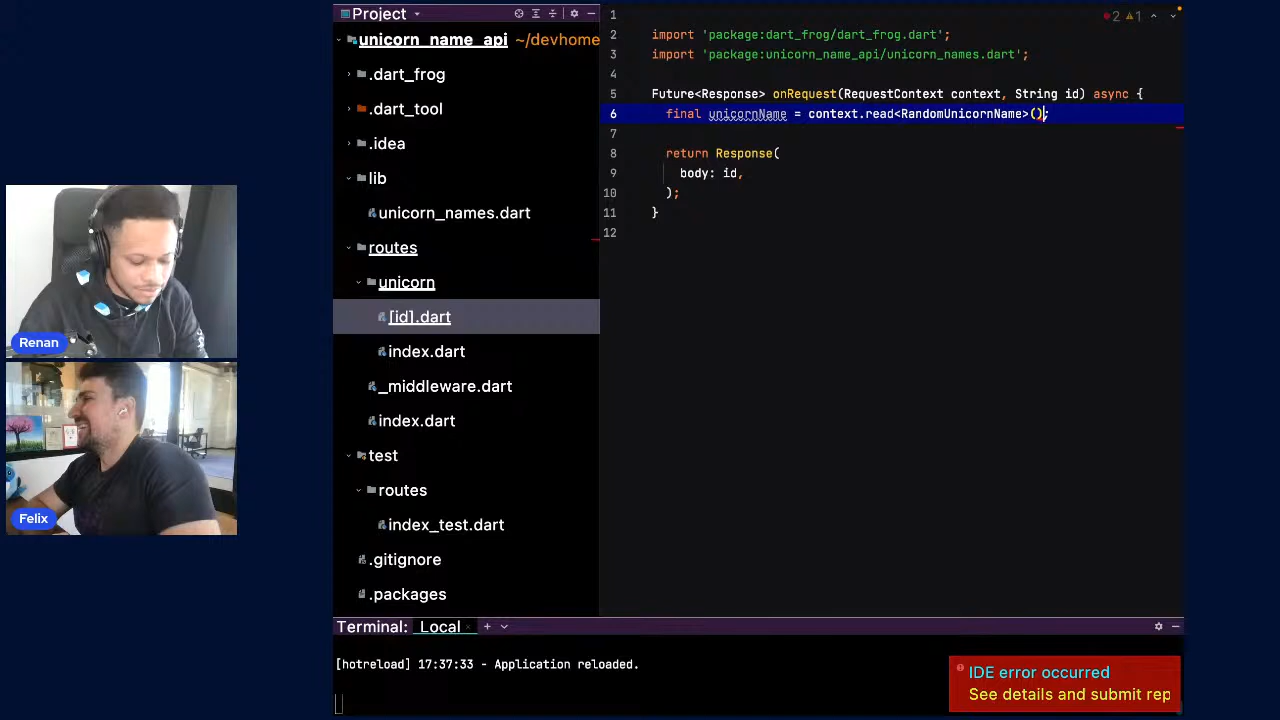 Project
unicorn_name_api ~/devhome
.dart_frog
.dart_tool
.idea
lib
unicorn_names.dart
routes
unicorn
[id].dart
index.dart
_middleware.dart
index.dart
test
routes
index_test.dart
.gitignore
.packages
2 1
1
2 import 'package:dart_frog/dart_frog.dart';
3 import 'package:unicorn_name_api/unicorn_names.dart';
4
5 Future<Response> onRequest(RequestContext context, String id) async {
6 final unicornName = context.read<RandomUnicornName>();
7
8 return Response(
9 body: id,
10 );
11 }
12
Renan
Felix
Terminal: Local
[hotreload] 17:37:33 - Application reloaded.
IDE error occurred
See details and submit rep